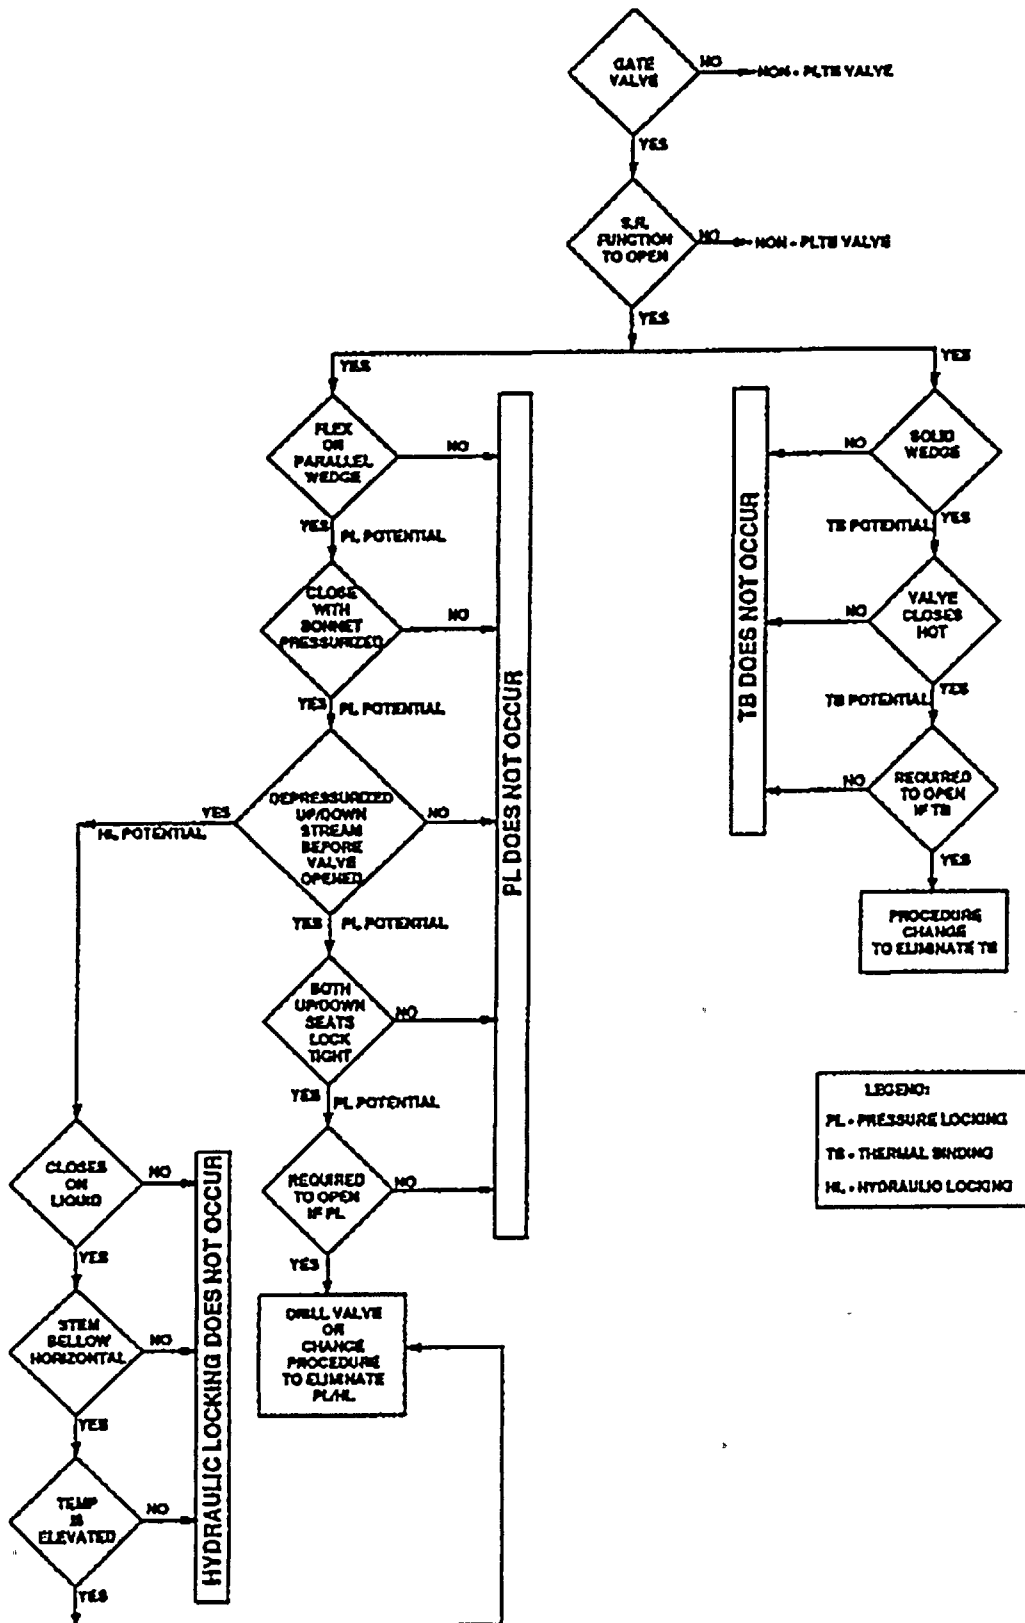 GATE
VALVE
NO
NON - PLTB VALVE
YES
S.R.
FUNCTION
TO OPEN
NO
NON - PLTB VALVE
YES
YES
YES
FLEX
OR
PARALLEL
WEDGE
NO
YES
PL POTENTIAL
CLOSE
WITH
BONNET
PRESSURIZED
NO
YES
PL POTENTIAL
DEPRESSURIZED
UP/DOWN
STREAM
BEFORE
VALVE
OPENED
NO
YES
HL POTENTIAL
YES
PL POTENTIAL
BOTH
UP/DOWN
SEATS
LOCK
TIGHT
NO
YES
PL POTENTIAL
REQUIRED
TO OPEN
IF PL
NO
YES
DRILL VALVE
OR
CHANGE
PROCEDURE
TO ELIMINATE
PL/HL
PL DOES NOT OCCUR
SOLID
WEDGE
NO
YES
TB POTENTIAL
VALVE
CLOSES
HOT
NO
YES
TB POTENTIAL
REQUIRED
TO OPEN
IF TB
NO
YES
PROCEDURE
CHANGE
TO ELIMINATE TB
TB DOES NOT OCCUR
CLOSES
ON
LIQUID
NO
YES
STEM
BELLOW
HORIZONTAL
NO
YES
TEMP
IS
ELEVATED
NO
YES
HYDRAULIC LOCKING DOES NOT OCCUR
LEGEND:
PL - PRESSURE LOCKING
TB - THERMAL BINDING
HL - HYDRAULIC LOCKING